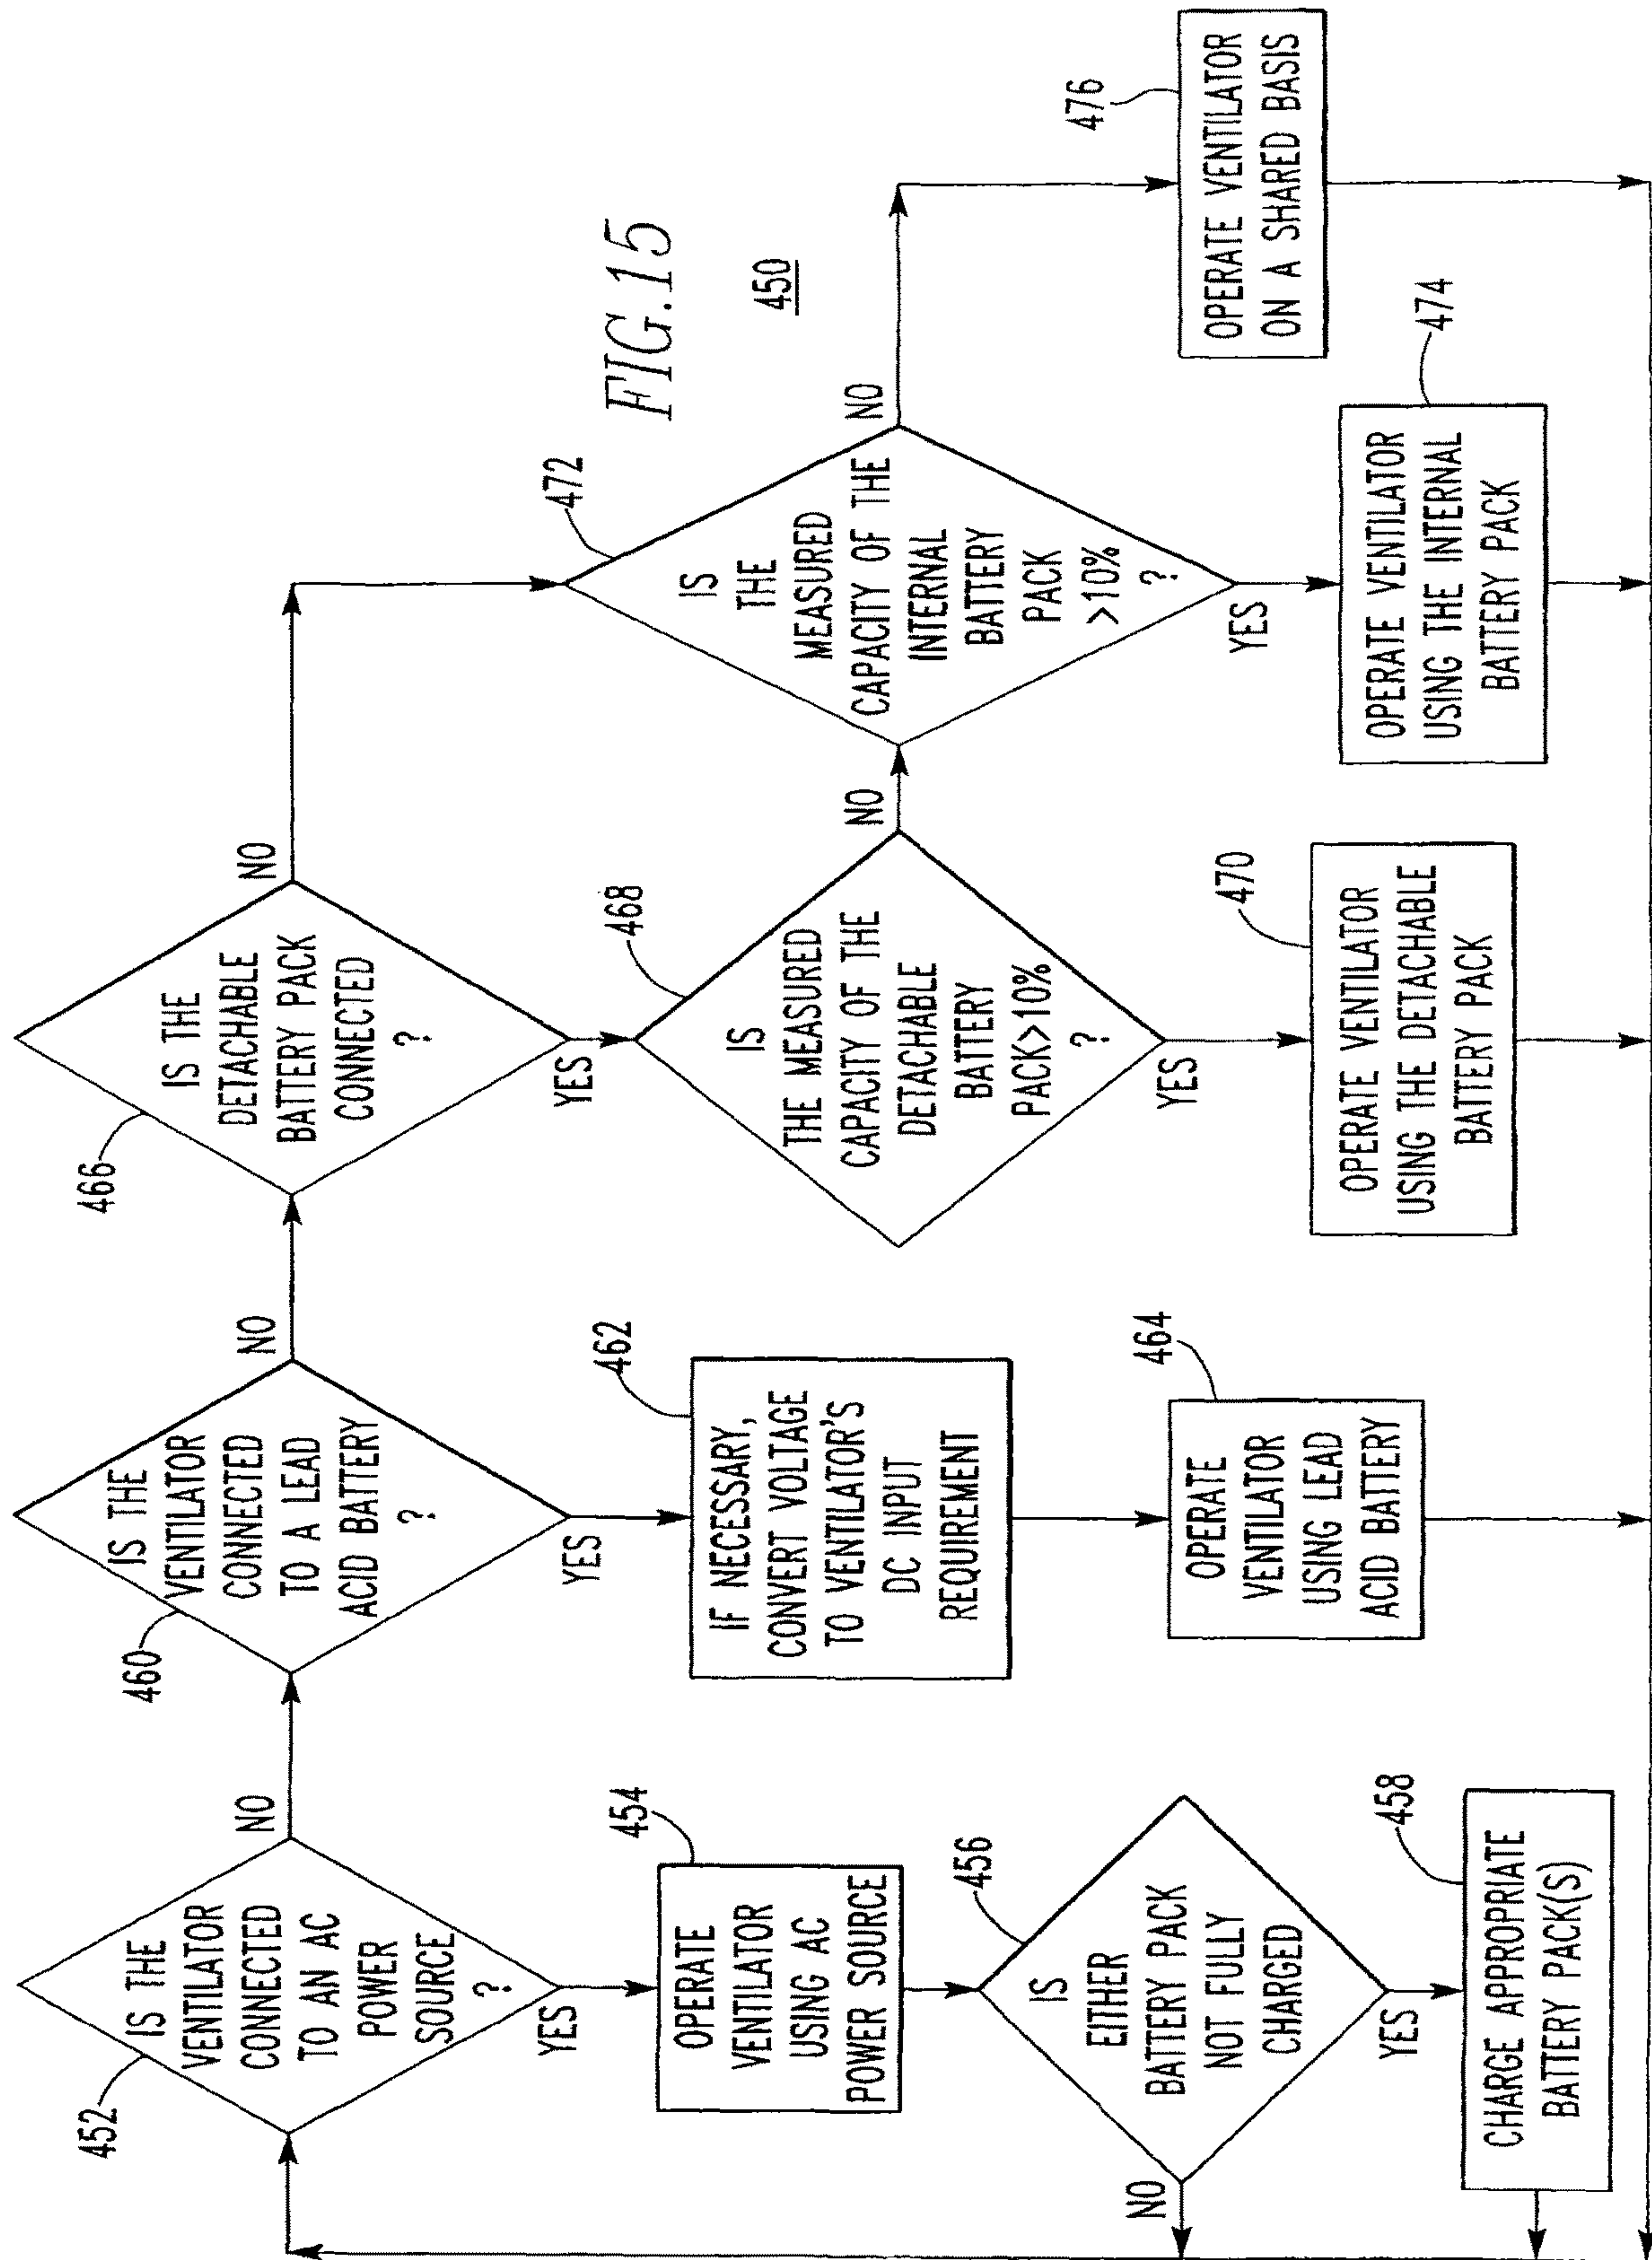 FIG.15
450
452
IS THE
VENTILATOR
CONNECTED
TO AN AC
POWER
SOURCE
?
NO
YES
454
OPERATE
VENTILATOR
USING AC
POWER SOURCE
456
IS
EITHER
BATTERY PACK
NOT FULLY
CHARGED
NO
YES
458
CHARGE APPROPRIATE
BATTERY PACK(S)
460
IS THE
VENTILATOR
CONNECTED
TO A LEAD
ACID BATTERY
?
NO
YES
462
IF NECESSARY,
CONVERT VOLTAGE
TO VENTILATOR'S
DC INPUT
REQUIREMENT
464
OPERATE
VENTILATOR
USING LEAD
ACID BATTERY
466
IS THE
DETACHABLE
BATTERY PACK
CONNECTED
?
NO
YES
468
IS
THE MEASURED
CAPACITY OF THE
DETACHABLE
BATTERY
PACK>10%
?
NO
YES
470
OPERATE VENTILATOR
USING THE DETACHABLE
BATTERY PACK
472
IS
THE
MEASURED
CAPACITY OF THE
INTERNAL
BATTERY
PACK
>10%
?
NO
YES
474
OPERATE VENTILATOR
USING THE INTERNAL
BATTERY PACK
476
OPERATE VENTILATOR
ON A SHARED BASIS